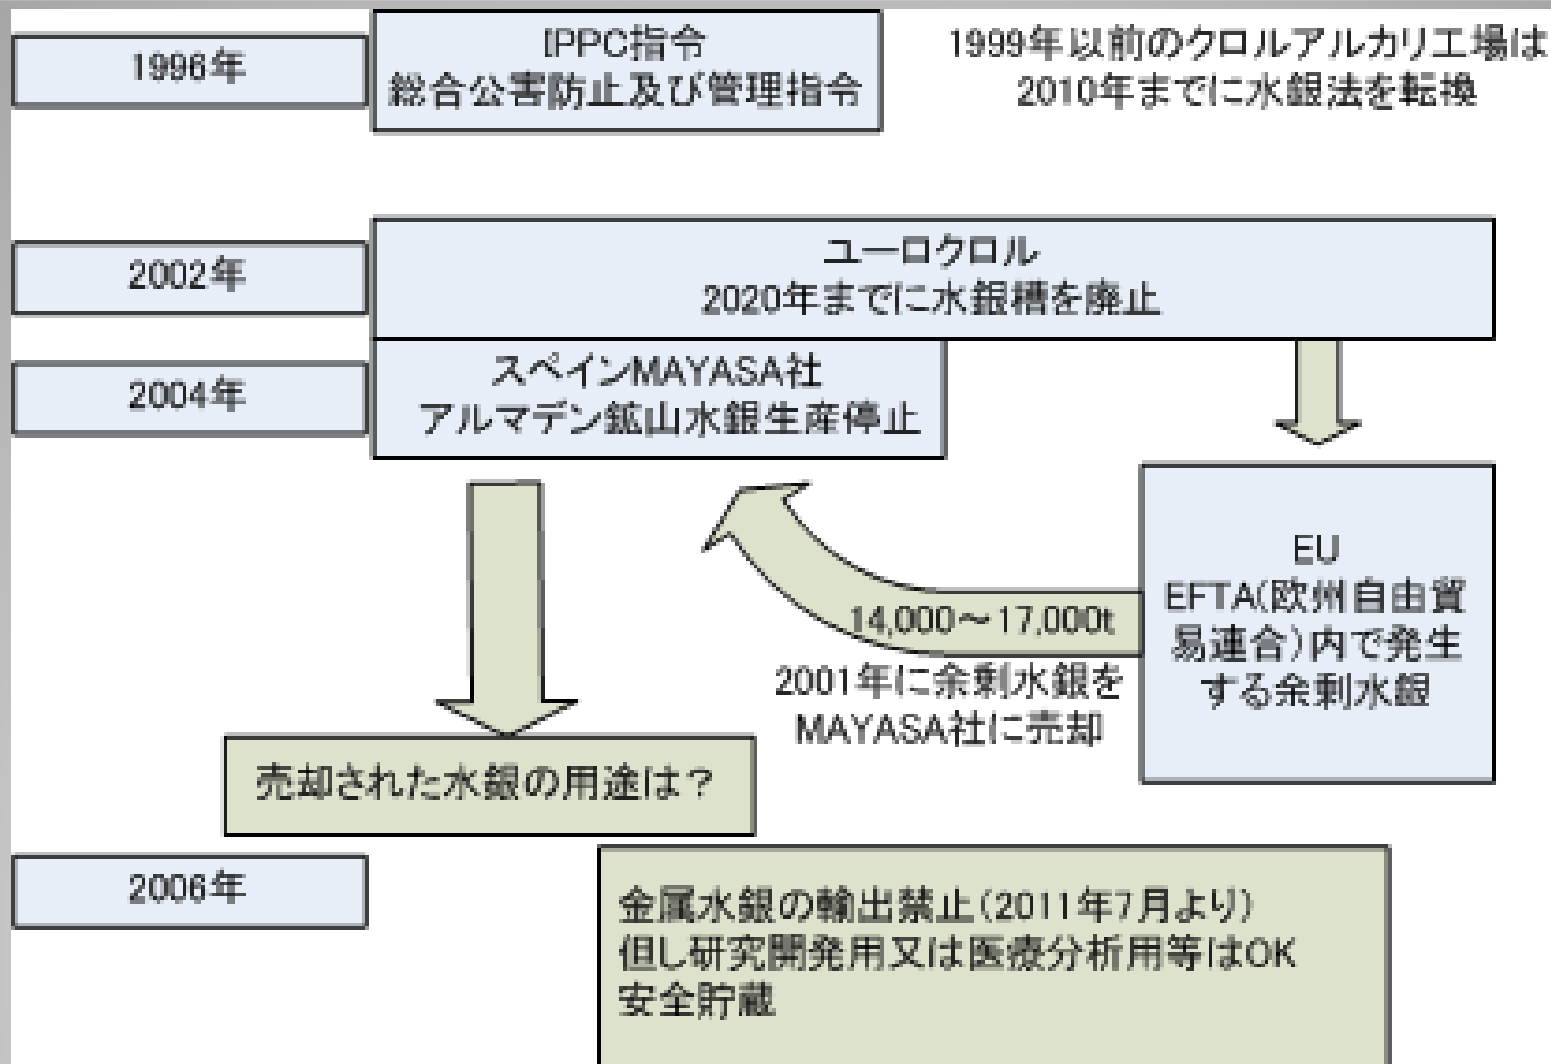 1996年
IPPC指令
総合公害防止及び管理指令
1999年以前のクロルアルカリ工場は
2010年までに水銀法を転換
2002年
ユーロクロル
2020年までに水銀槽を廃止
2004年
スペインMAYASA社
アルマデン鉱山水銀生産停止
EU
EFTA(欧州自由貿
易連合)内で発生
する余剰水銀
14,000～17,000t
2001年に余剰水銀を
MAYASA社に売却
売却された水銀の用途は？
2006年
金属水銀の輸出禁止(2011年7月より)
但し研究開発用又は医療分析用等はOK
安全貯蔵